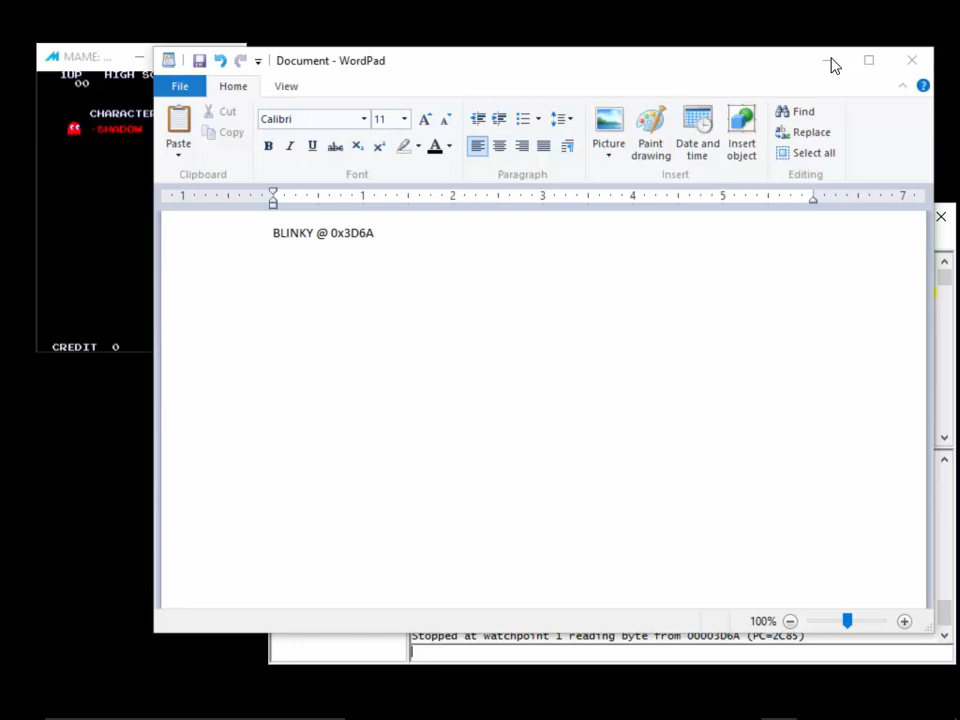 MAME: ...
1UP HIGH SC
00
CHARACTER
-SHADOW
CREDIT 0
Document - WordPad
File Home View
Paste
Cut
Copy
Clipboard
Calibri 11
Font
Paragraph
Picture
Paint drawing
Date and time
Insert object
Insert
Find
Replace
Select all
Editing
1 1 2 3 4 5 7
BLINKY @ 0x3D6A
100%
Stopped at watchpoint 1 reading byte from 00003D6A (PC=2C85)